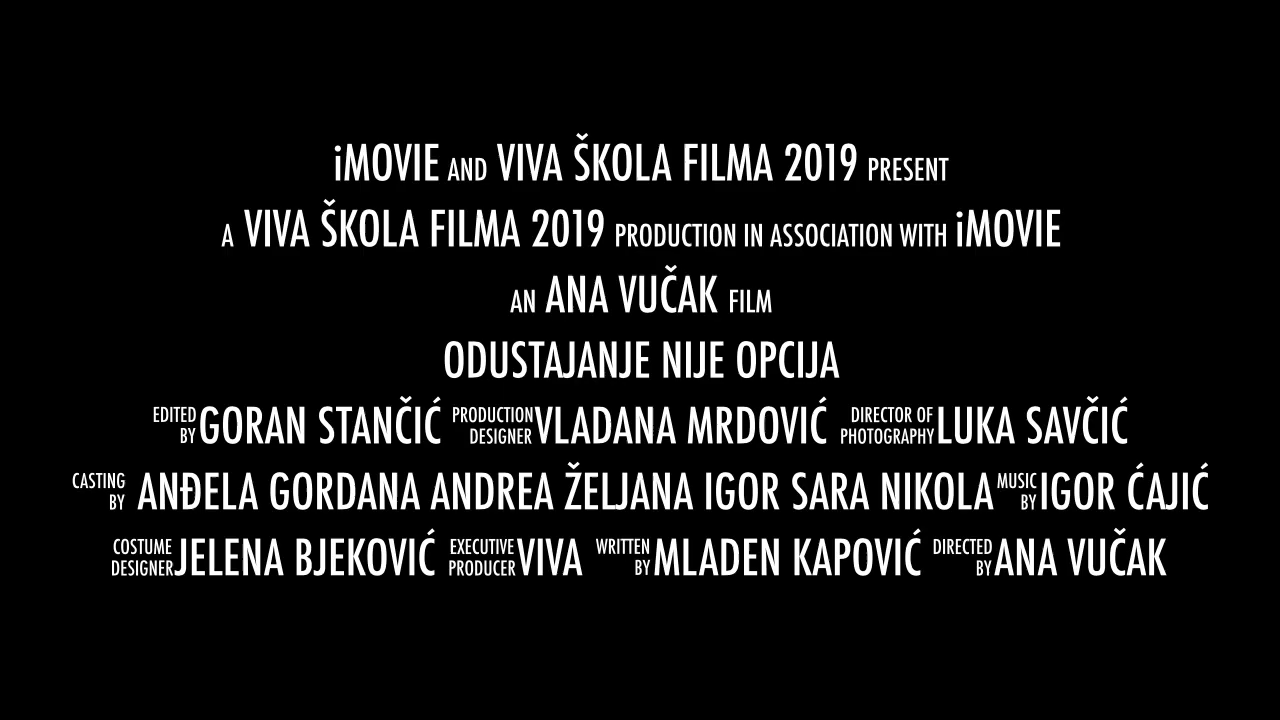 iMOVIE AND VIVA ŠKOLA FILMA 2019 PRESENT
A VIVA ŠKOLA FILMA 2019 PRODUCTION IN ASSOCIATION WITH iMOVIE
AN ANA VUČAK FILM
ODUSTAJANJE NIJE OPCIJA
EDITED BY GORAN STANČIĆ PRODUCTION DESIGNER VLADANA MRDOVIĆ DIRECTOR OF PHOTOGRAPHY LUKA SAVČIĆ
CASTING BY ANĐELA GORDANA ANDREA ŽELJANA IGOR SARA NIKOLA MUSIC BY IGOR ĆAJIĆ
COSTUME DESIGNER JELENA BJEKOVIĆ EXECUTIVE PRODUCER VIVA WRITTEN BY MLADEN KAPOVIĆ DIRECTED BY ANA VUČAK